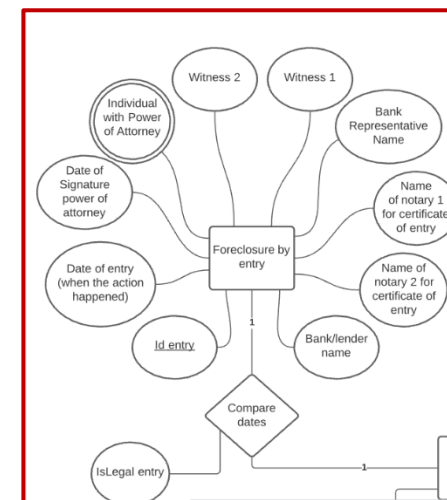 Witness 2
Witness 1
Individual
with Power
of Attorney
Bank
Representative
Name
Date of
Signature
power of
attorney
Name
of notary 1
for certificate
of entry
Foreclosure by
entry
Date of entry
(when the action
happened)
Name of
notary 2 for
certificate of
entry
Id entry
1
Bank/lender
name
Compare
dates
IsLegal entry
1